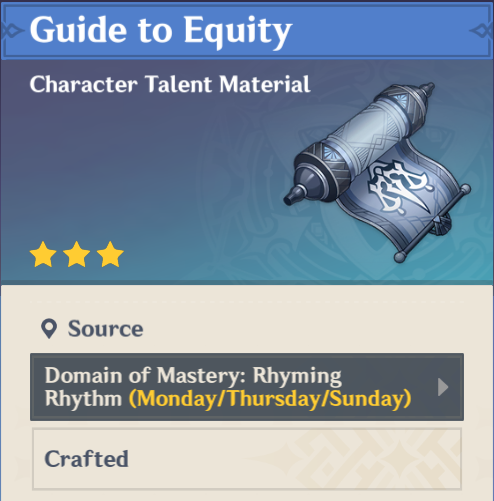 Guide to Equity
Character Talent Material
Source
Domain of Mastery: Rhyming
Rhythm (Monday/Thursday/Sunday)
Crafted